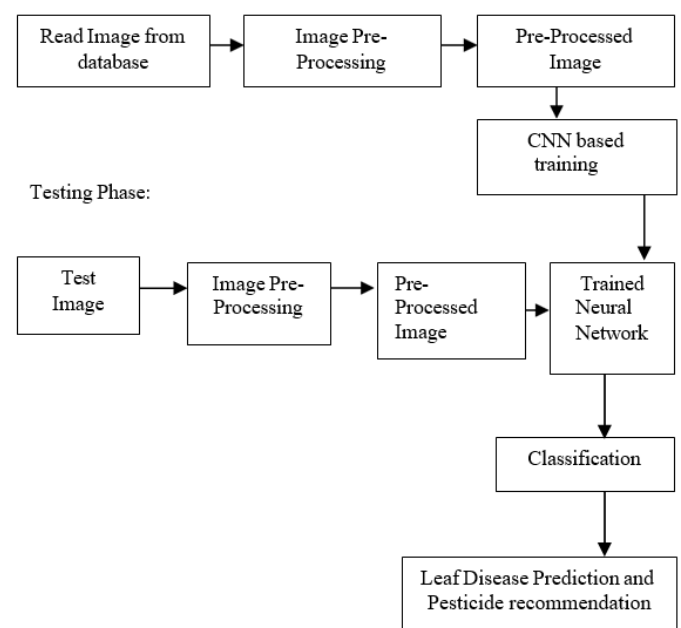 Read Image from
database
Image Pre-
Processing
Pre-Processed
Image
CNN based
training
Testing Phase:
Test
Image
Image Pre-
Processing
Pre-
Processed
Image
Trained
Neural
Network
Classification
Leaf Disease Prediction and
Pesticide recommendation